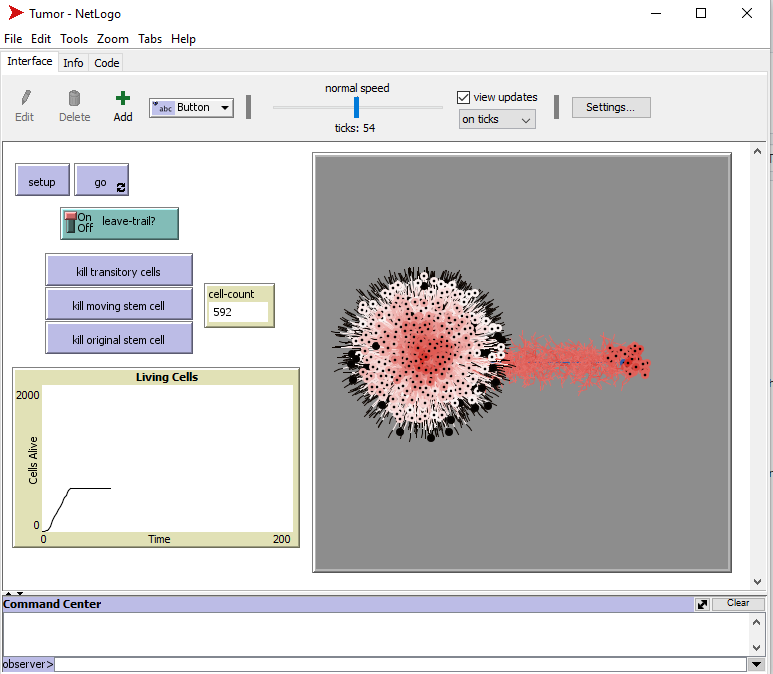 Tumor - NetLogo
File Edit Tools Zoom Tabs Help
Interface Info Code
Edit Delete Add abc Button normal speed view updates Settings...
ticks: 54 on ticks
setup go
On
Off leave-trail?
kill transitory cells
kill moving stem cell
kill original stem cell
cell-count
592
Living Cells
2000
Cells Alive
0
0 Time 200
Command Center Clear
observer>